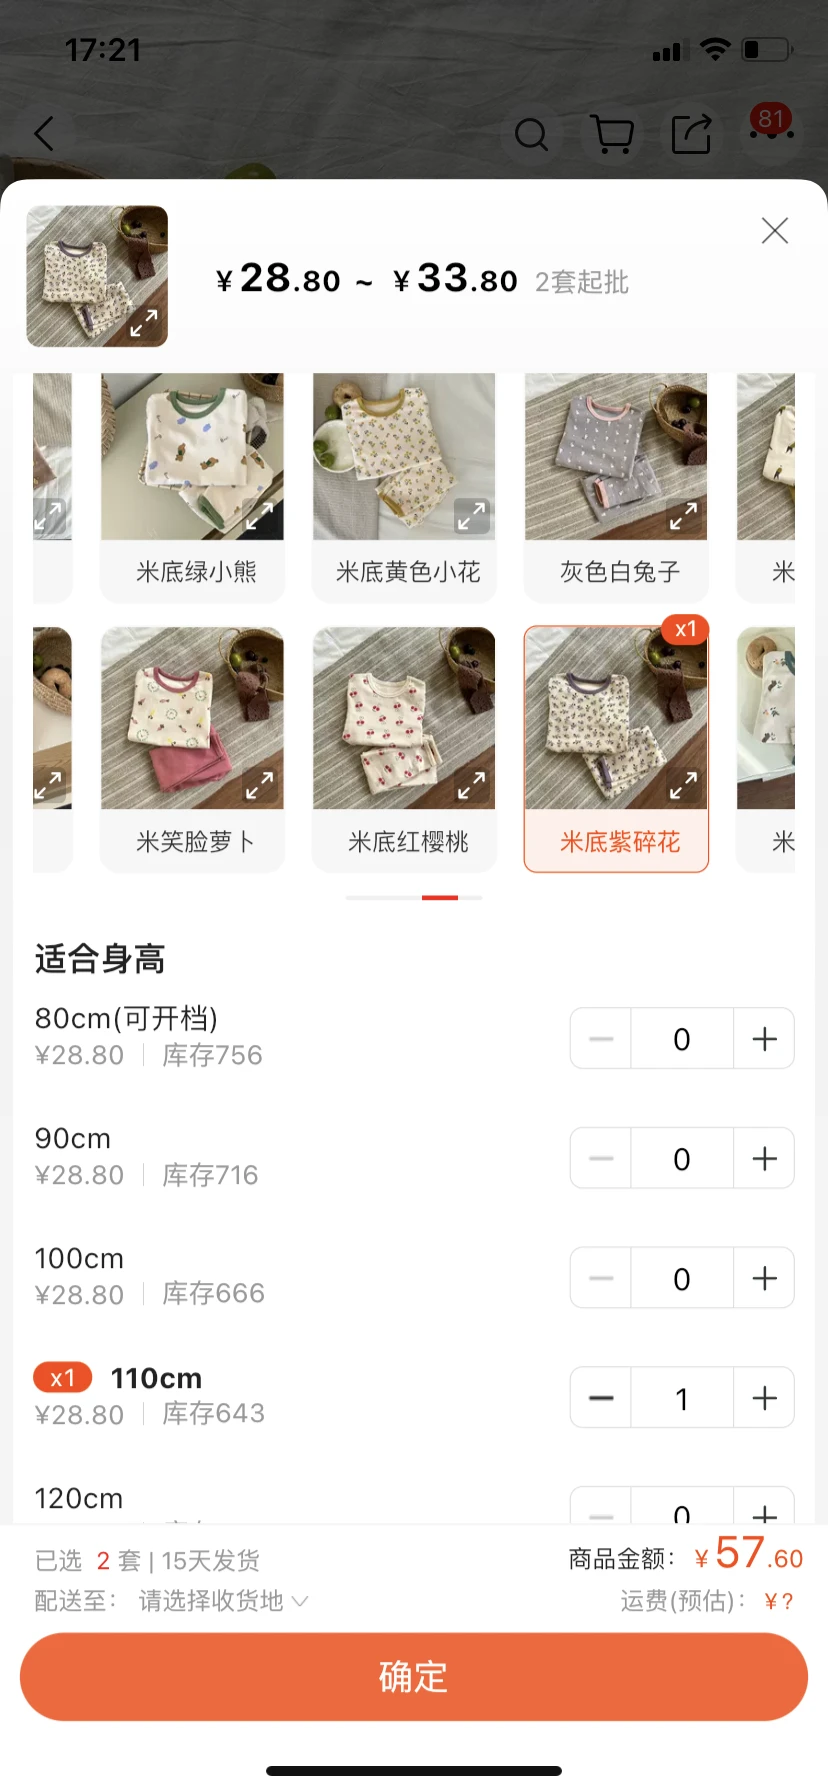 17:21
81
¥28.80 ~ ¥33.80 2套起批
米底绿小熊
米底黄色小花
灰色白兔子
米
x1
米笑脸萝卜
米底红樱桃
米底紫碎花
米
适合身高
80cm(可开档)
¥28.80 | 库存756
0
90cm
¥28.80 | 库存716
0
100cm
¥28.80 | 库存666
0
x1 110cm
¥28.80 | 库存643
1
120cm
0
已选 2 套 | 15天发货
商品金额: ¥57.60
配送至: 请选择收货地
运费(预估): ¥?
确定